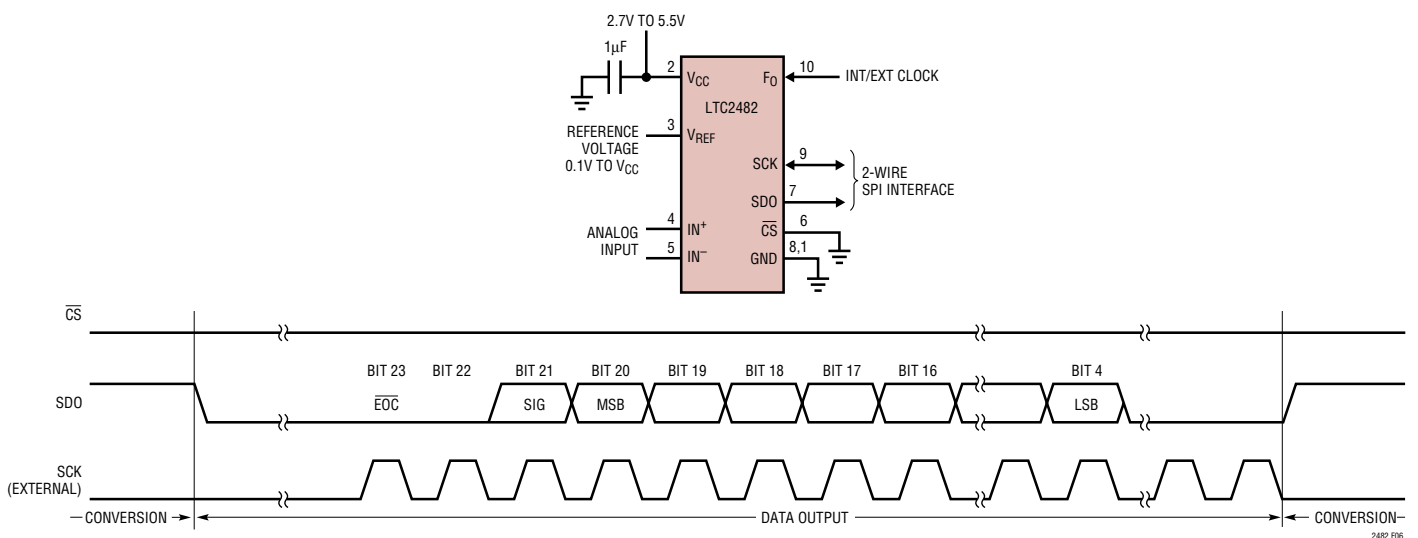 2.7V TO 5.5V
1µF
2
VCC
LTC2482
FO
10
INT/EXT CLOCK
REFERENCE
VOLTAGE
0.1V TO VCC
3
VREF
SCK
9
SDO
7
2-WIRE
SPI INTERFACE
ANALOG
INPUT
4
IN+
5
IN−
CS
6
GND
8,1
CS
BIT 23 BIT 22 BIT 21 BIT 20 BIT 19 BIT 18 BIT 17 BIT 16 BIT 4
SDO
EOC SIG MSB LSB
SCK
(EXTERNAL)
CONVERSION DATA OUTPUT CONVERSION
2482 F06